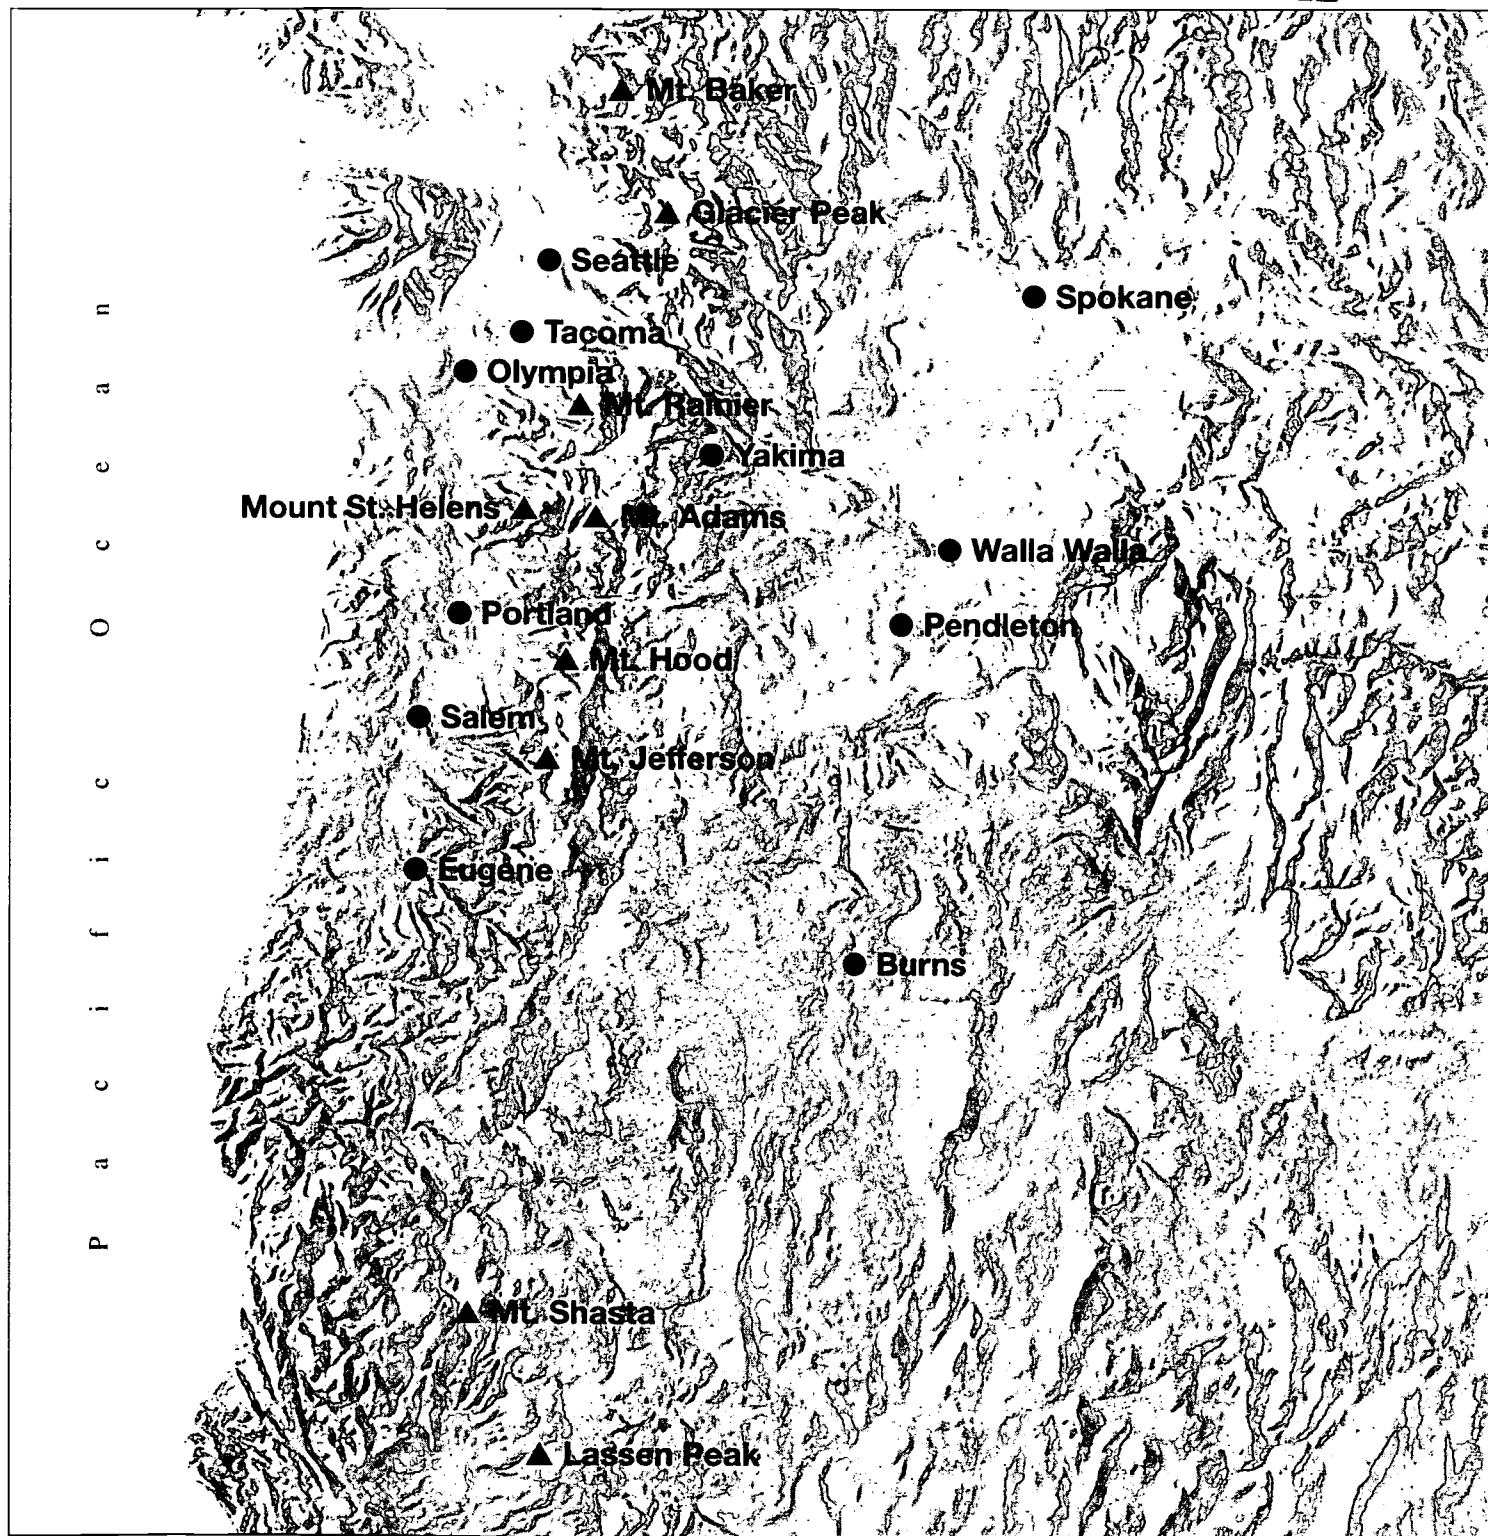 Mt. Baker
Glacier Peak
Seattle
Spokane
Tacoma
Olympia
Mt. Rainier
Yakima
Mount St. Helens
Mt. Adams
Walla Walla
Portland
Pendleton
Mt. Hood
Salem
Mt. Jefferson
Eugene
Burns
Mt. Shasta
Lassen Peak
Pacific Ocean